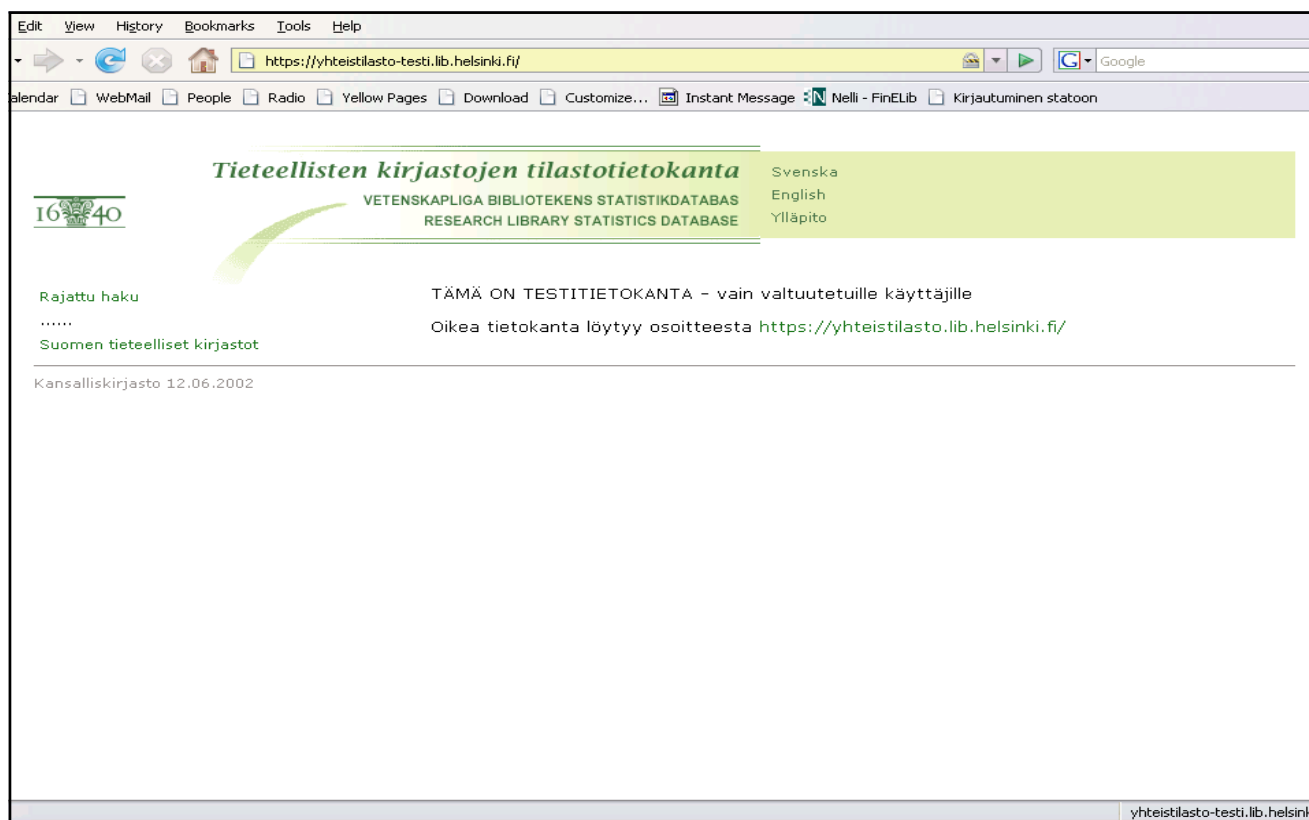 Edit View History Bookmarks Tools Help
https://yhteistilasto-testi.lib.helsinki.fi/ G Google
alendar WebMail People Radio Yellow Pages Download Customize... Instant Message N Nelli - FinELib Kirjautuminen statoon
Tieteellisten kirjastojen tilastotietokanta
VETENSKAPLIGA BIBLIOTEKENS STATISTIKDATABAS
RESEARCH LIBRARY STATISTICS DATABASE
Svenska
English
Ylläpito
16 40
Rajattu haku
......
Suomen tieteelliset kirjastot
TÄMÄ ON TESTITIETOKANTA – vain valtuutetuille käyttäjille
Oikea tietokanta löytyy osoitteesta https://yhteistilasto.lib.helsinki.fi/
Kansalliskirjasto 12.06.2002
yhteistilasto-testi.lib.helsink